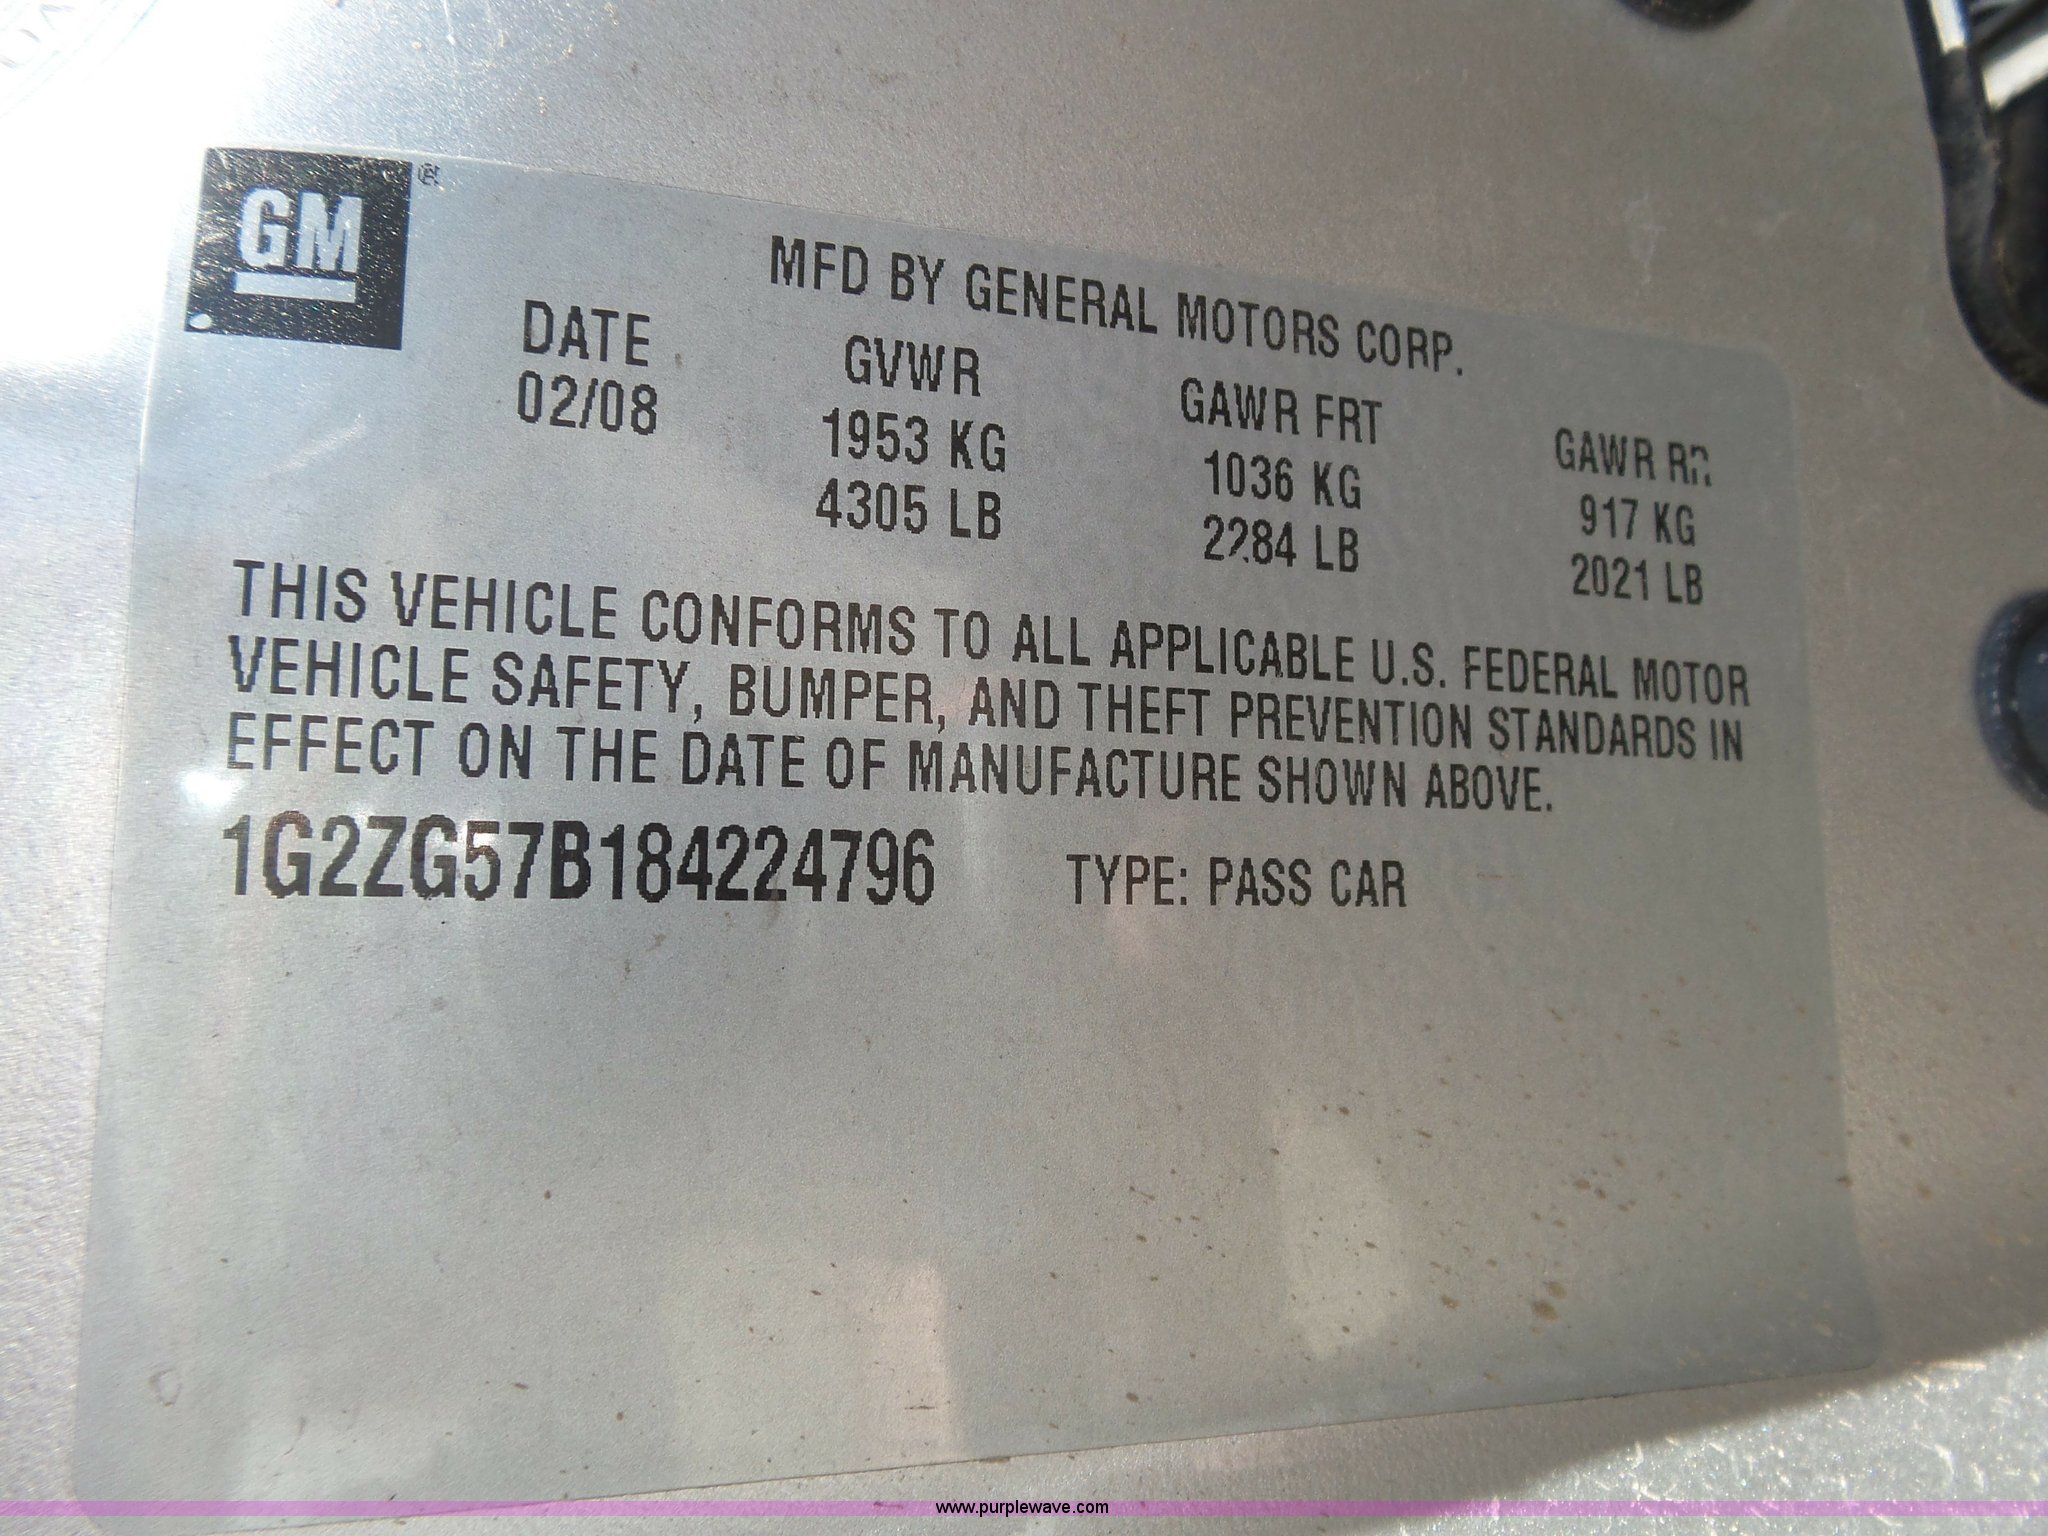 GM ®
MFD BY GENERAL MOTORS CORP.
DATE GVWR GAWR FRT GAWR RR
02/08 1953 KG 1036 KG 917 KG
4305 LB 2284 LB 2021 LB
THIS VEHICLE CONFORMS TO ALL APPLICABLE U.S. FEDERAL MOTOR
VEHICLE SAFETY, BUMPER, AND THEFT PREVENTION STANDARDS IN
EFFECT ON THE DATE OF MANUFACTURE SHOWN ABOVE.
1G2ZG57B184224796 TYPE: PASS CAR
www.purplewave.com